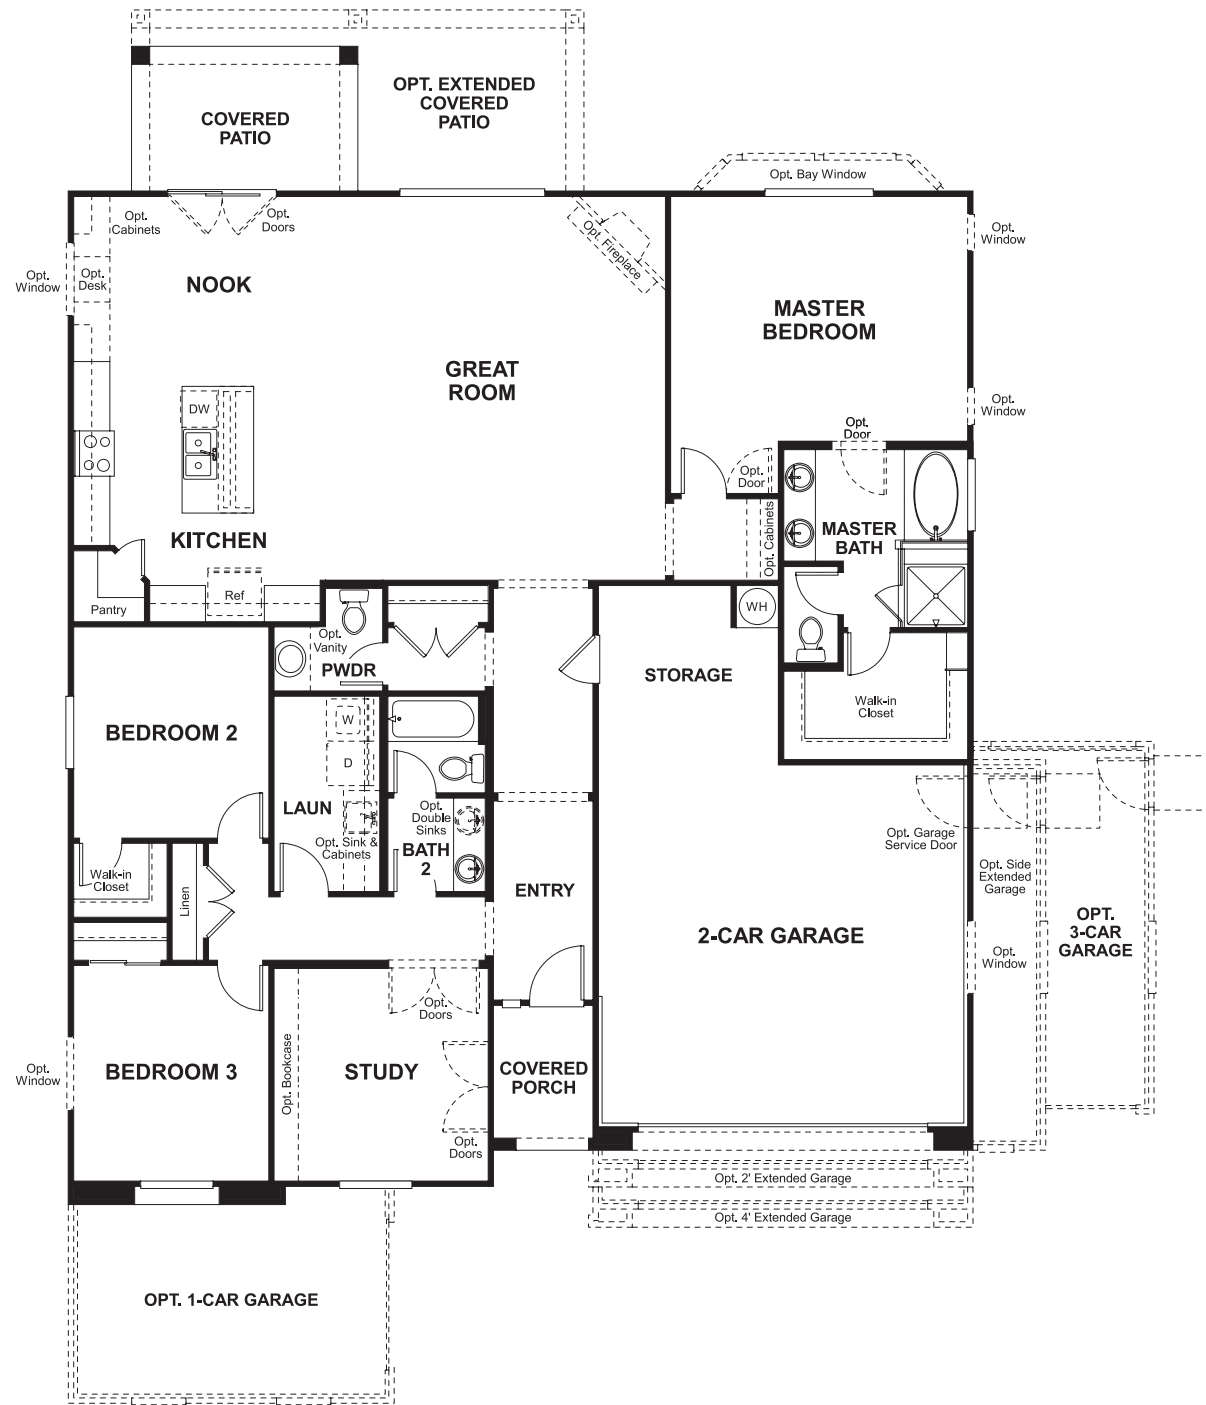 OPT. EXTENDED
COVERED
PATIO
COVERED
PATIO
Opt. Bay Window
Opt.
Cabinets
Opt.
Doors
Opt. Fireplace
Opt.
Window
Opt.
Window
Opt.
Desk
NOOK
MASTER
BEDROOM
GREAT
ROOM
Opt.
Window
DW
Opt.
Door
Opt.
Door
KITCHEN
Opt. Cabinets
MASTER
BATH
Pantry
Ref
WH
Opt.
Vanity
PWDR
STORAGE
Walk-in
Closet
BEDROOM 2
W
D
LAUN
Opt. Sink &
Cabinets
Opt.
Double
Sinks
BATH
2
Opt. Garage
Service Door
Walk-in
Closet
Linen
ENTRY
Opt. Side
Extended
Garage
2-CAR GARAGE
OPT.
3-CAR
GARAGE
Opt.
Window
Opt.
Doors
Opt.
Window
BEDROOM 3
Opt. Bookcase
STUDY
COVERED
PORCH
Opt.
Doors
Opt. 2' Extended Garage
Opt. 4' Extended Garage
OPT. 1-CAR GARAGE